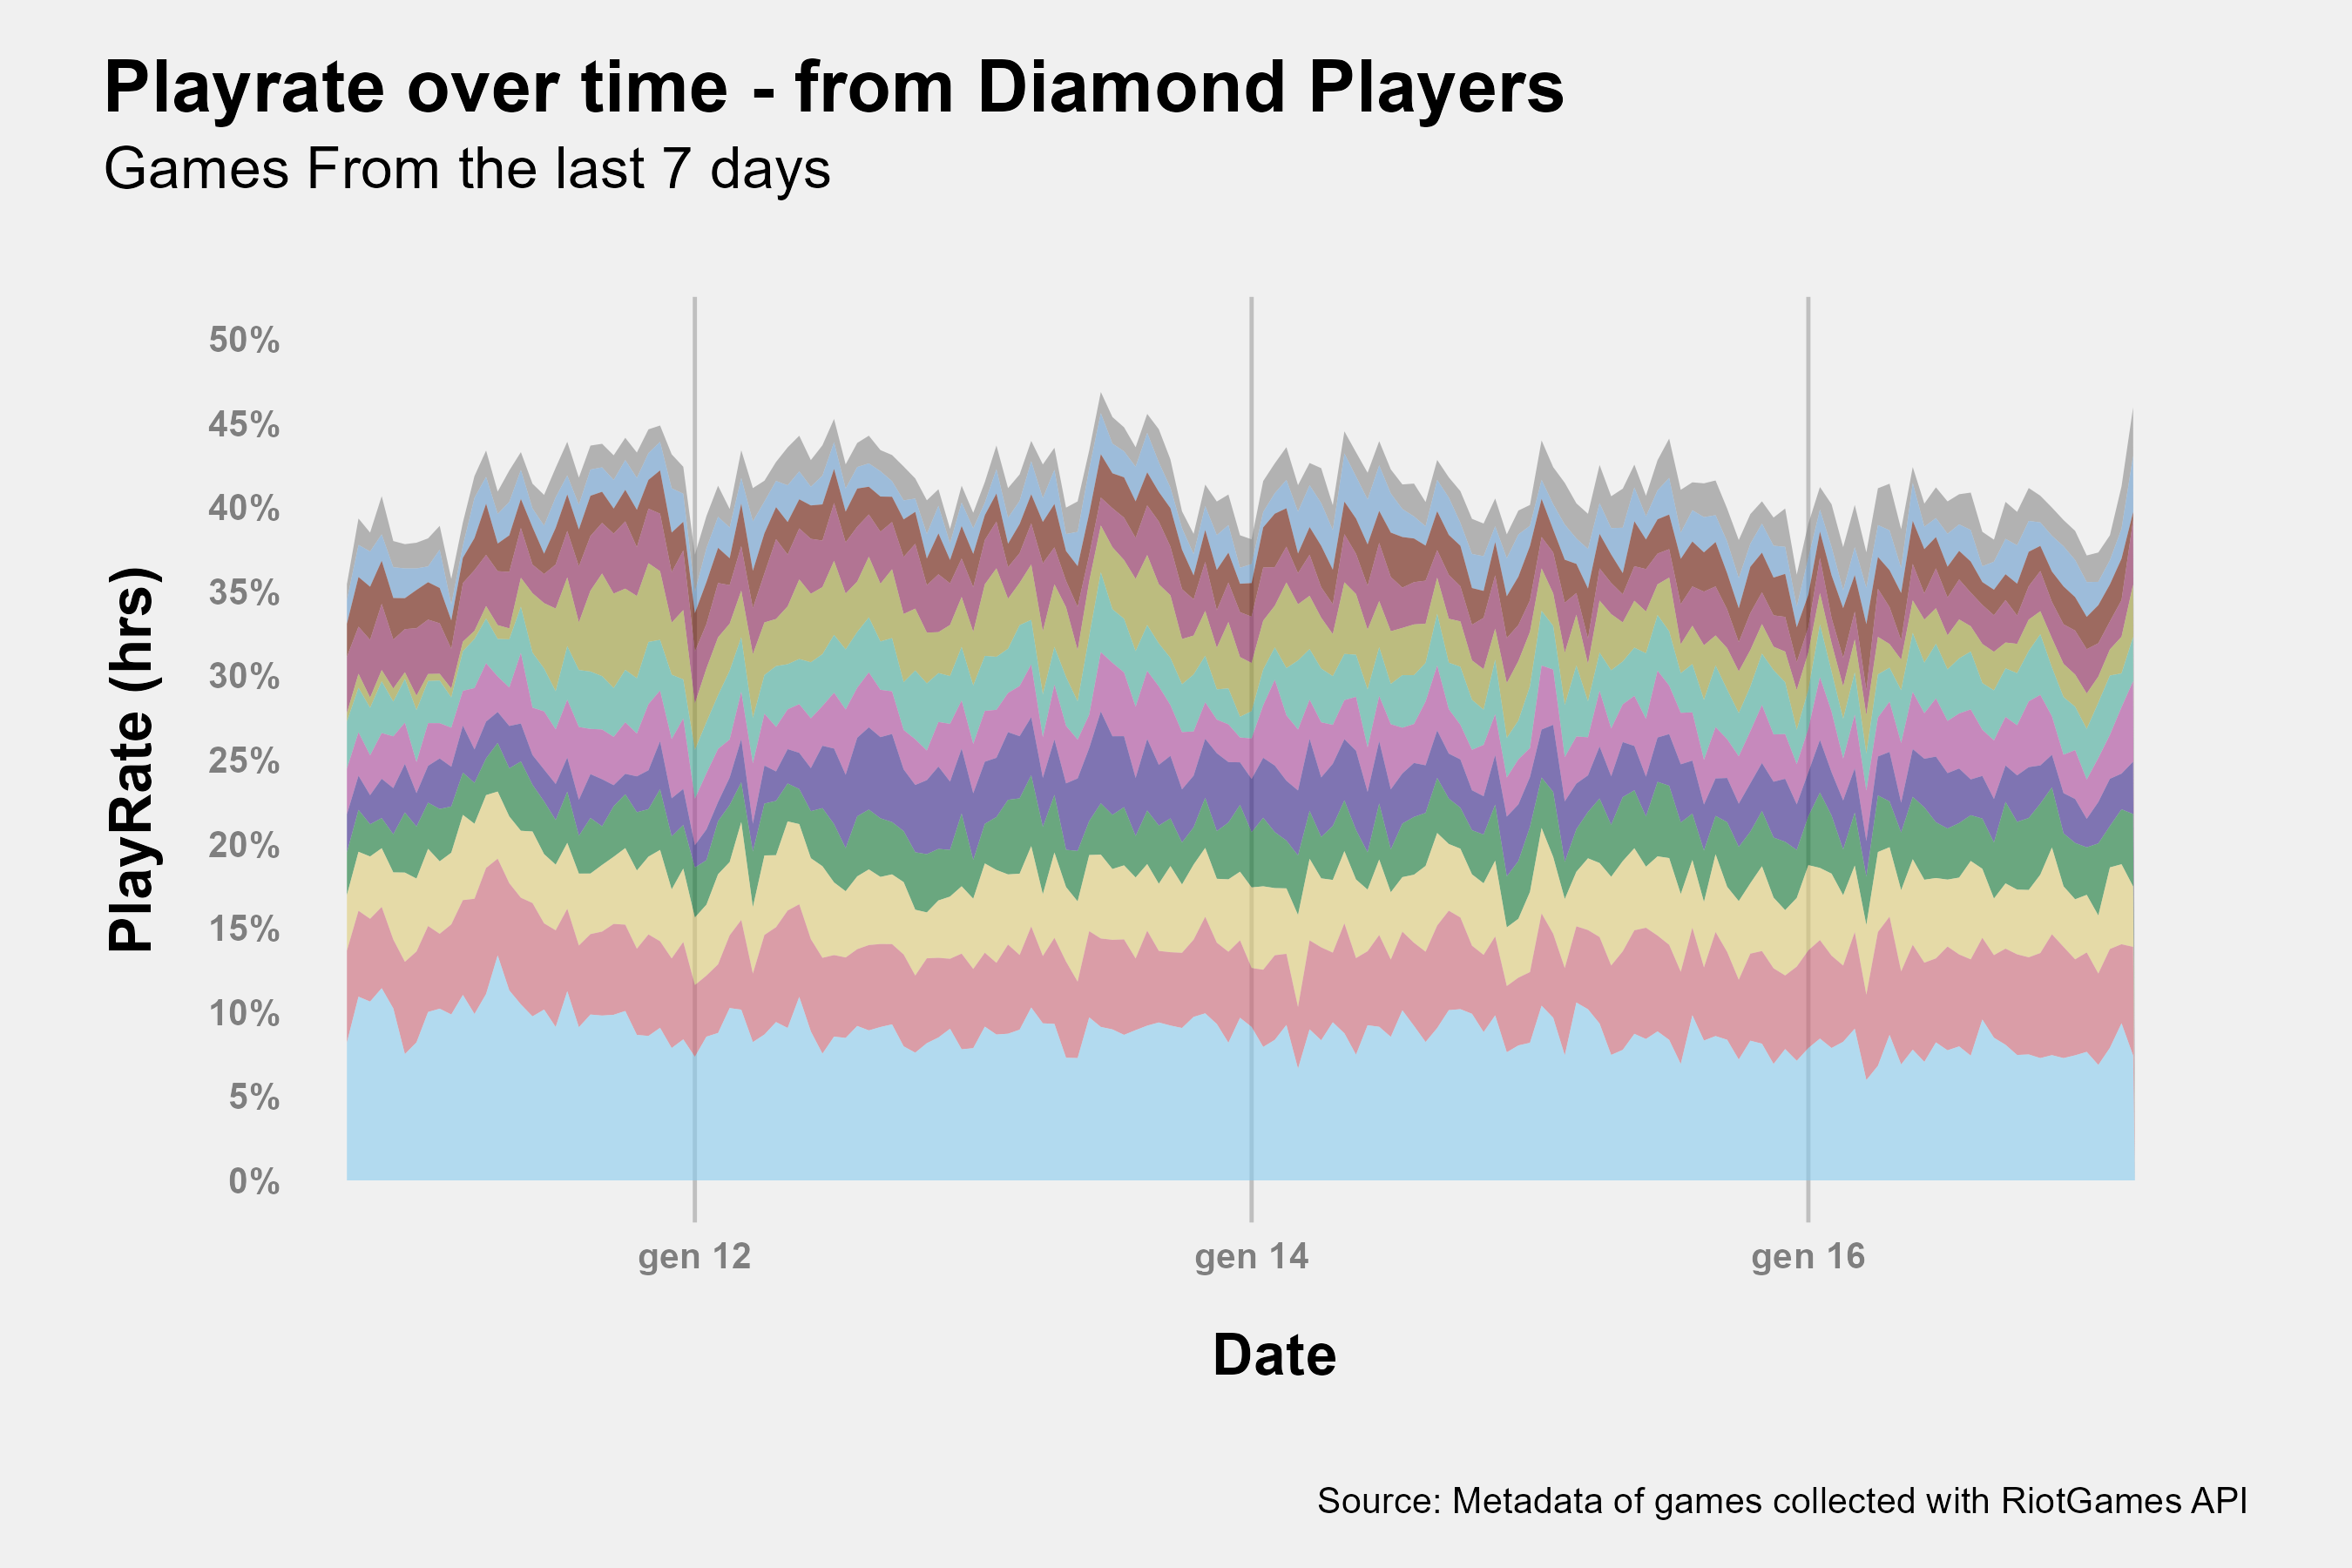 Playrate over time - from Diamond Players
Games From the last 7 days
PlayRate (hrs)
50%
45%
40%
35%
30%
25%
20%
15%
10%
5%
0%
gen 12
gen 14
gen 16
Date
Source: Metadata of games collected with RiotGames API